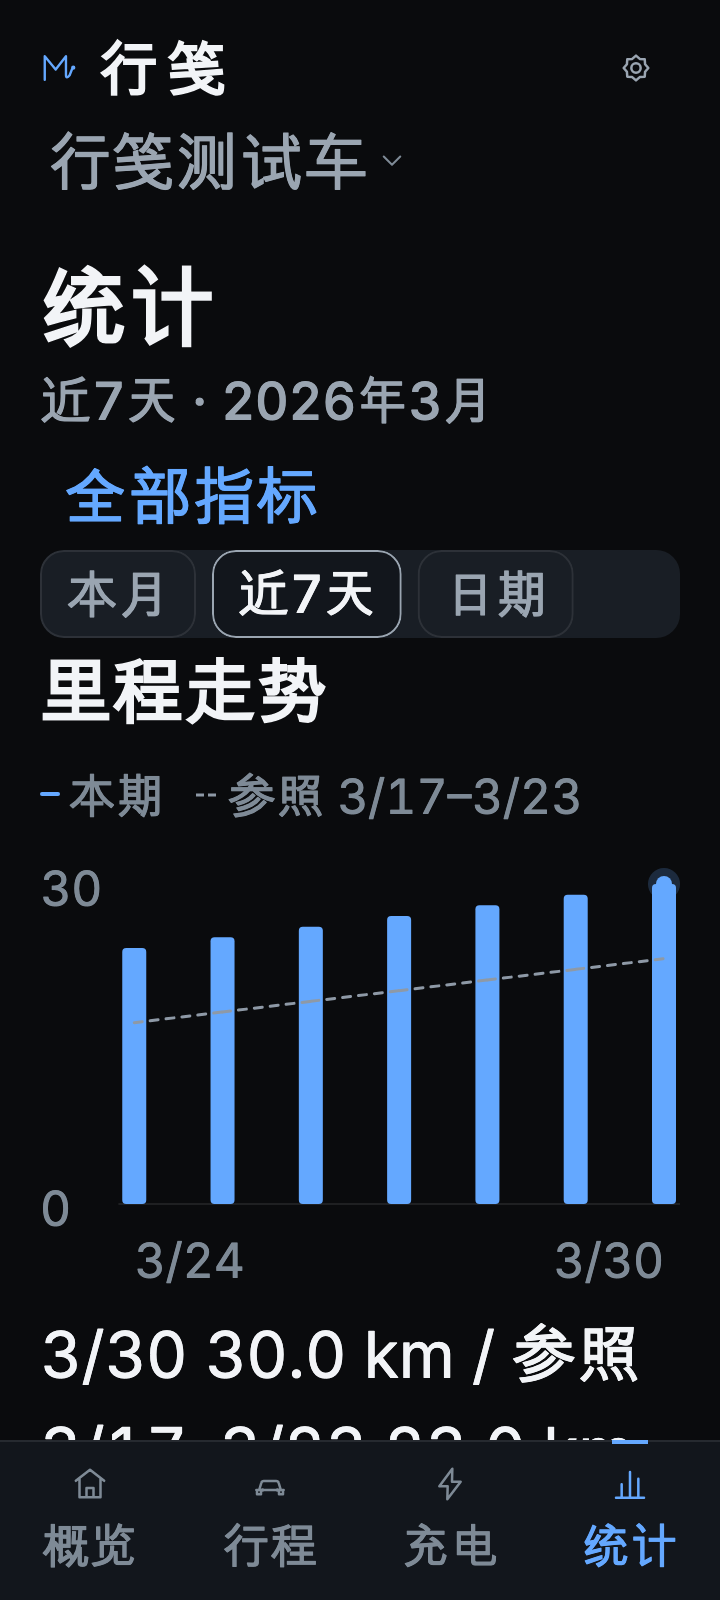 行笺
行笺测试车
统计
近7天 · 2026年3月
全部指标
本月 近7天 日期
里程走势
本期 参照 3/17–3/23
30
0
3/24 3/30
3/30 30.0 km / 参照
概览 行程 充电 统计